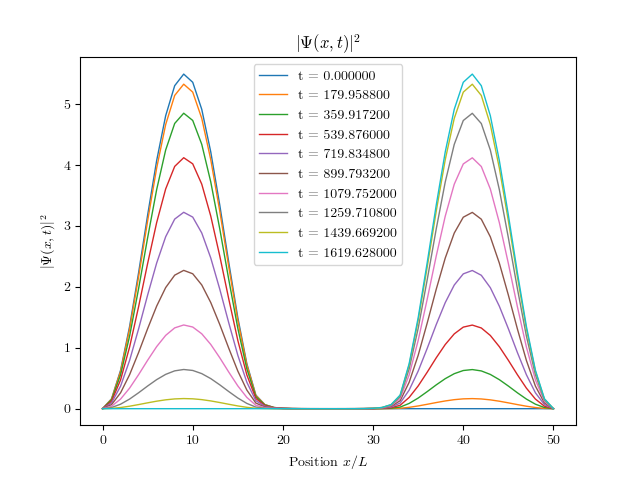 |Ψ(x, t)|²
|Ψ(x, t)|²
5
4
3
2
1
0
t = 0.000000
t = 179.958800
t = 359.917200
t = 539.876000
t = 719.834800
t = 899.793200
t = 1079.752000
t = 1259.710800
t = 1439.669200
t = 1619.628000
0 10 20 30 40 50
Position x/L